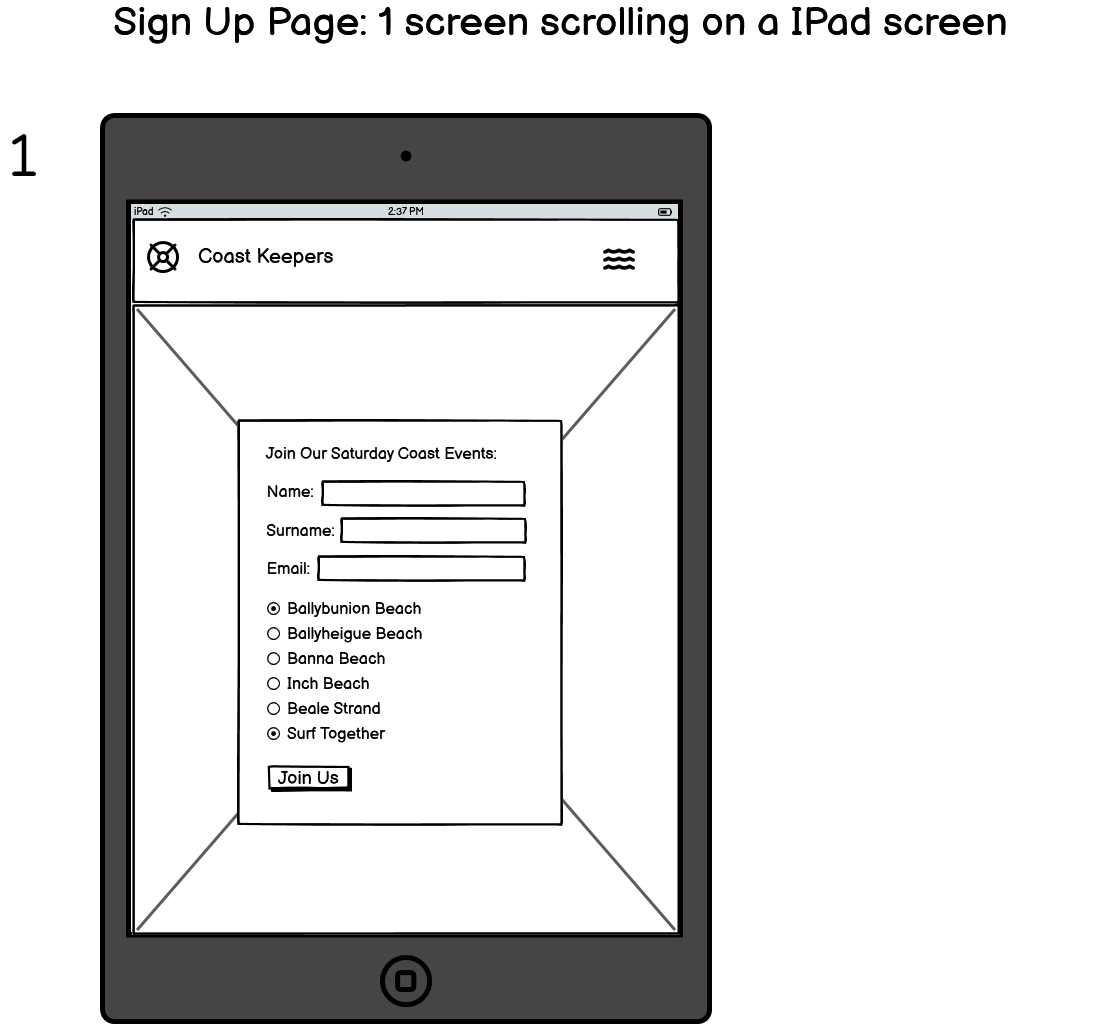 Sign Up Page: 1 screen scrolling on a IPad screen
1
iPad 2:37 PM
Coast Keepers
Join Our Saturday Coast Events:
Name:
Surname:
Email:
Ballybunion Beach
Ballyheigue Beach
Banna Beach
Inch Beach
Beale Strand
Surf Together
Join Us